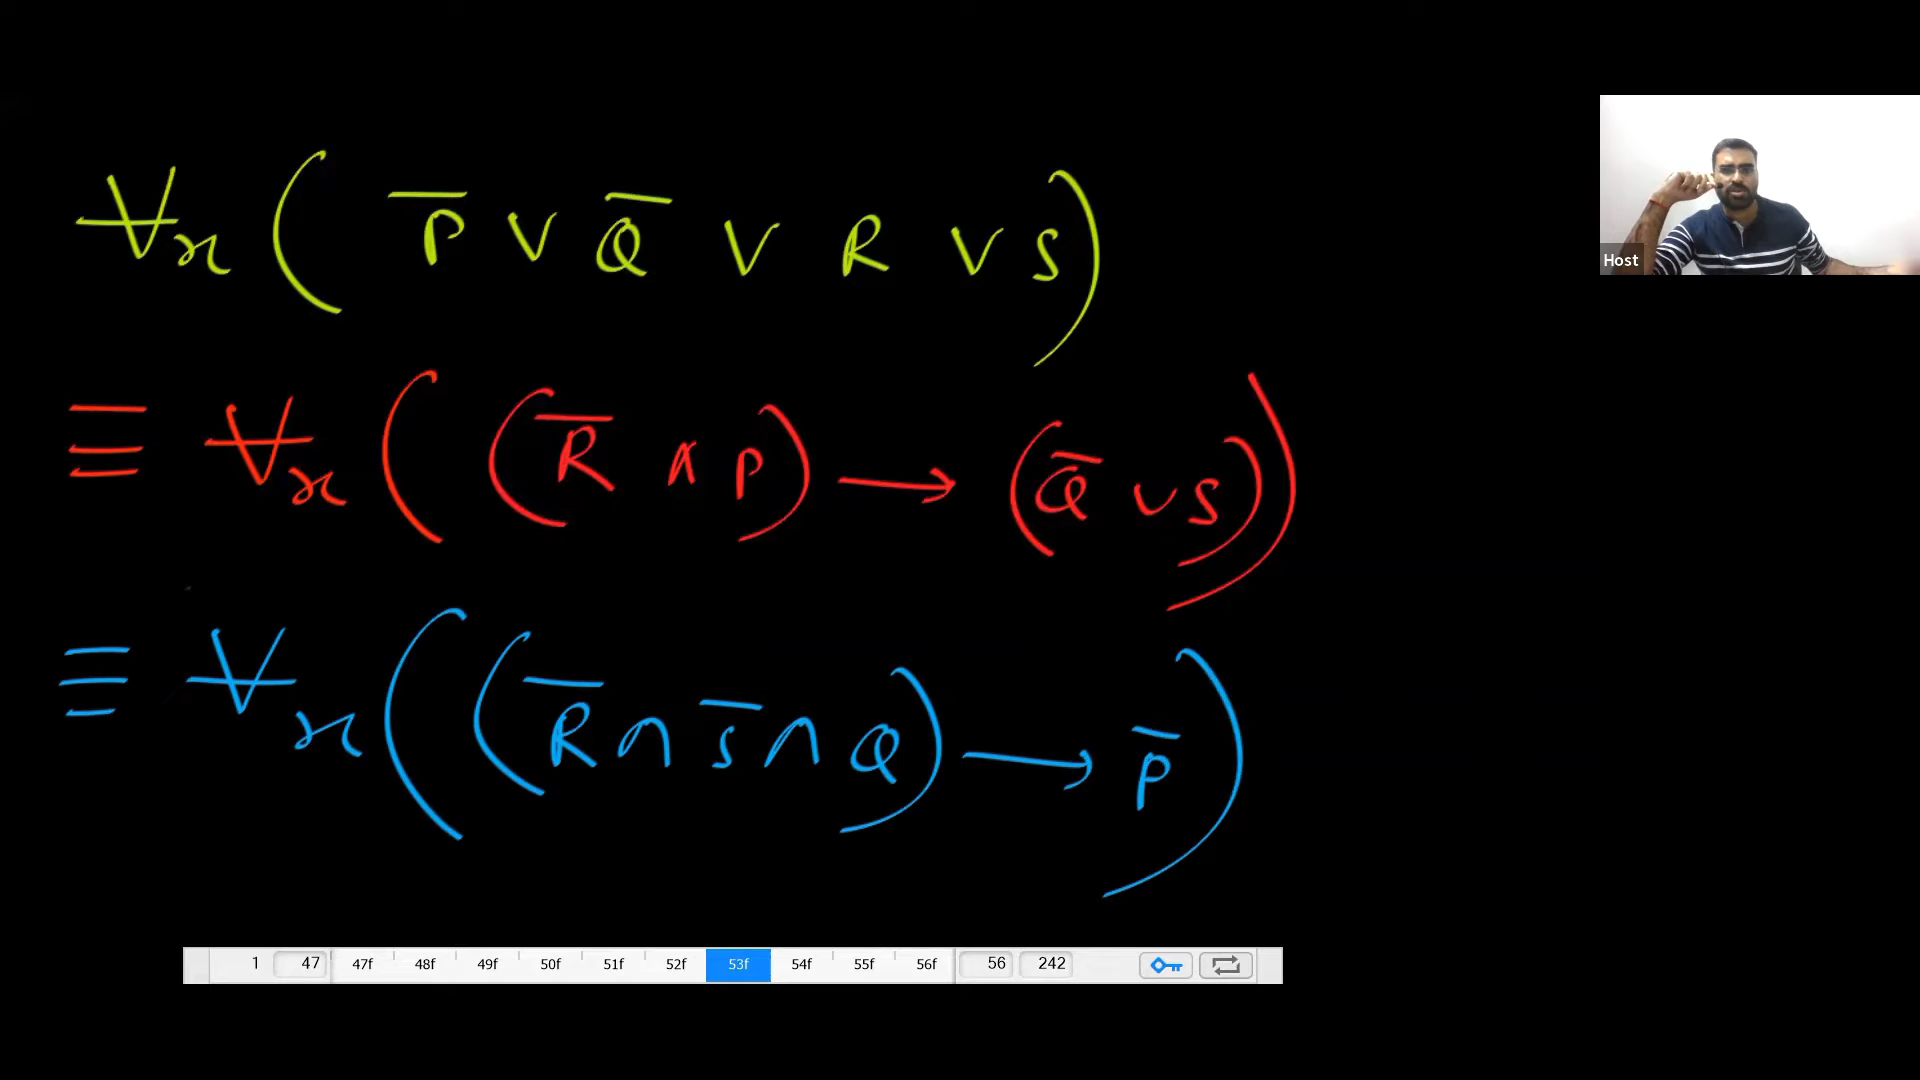 ∀x ( P̅ ∨ Q̅ ∨ R ∨ S )
Host
≡ ∀x ( ( R̅ ∧ P ) → ( Q̅ ∨ S ) )
≡ ∀x ( ( R̅ ∩ S̅ ∩ Q ) → P̅ )
1 47 47f 48f 49f 50f 51f 52f 53f 54f 55f 56f 56 242